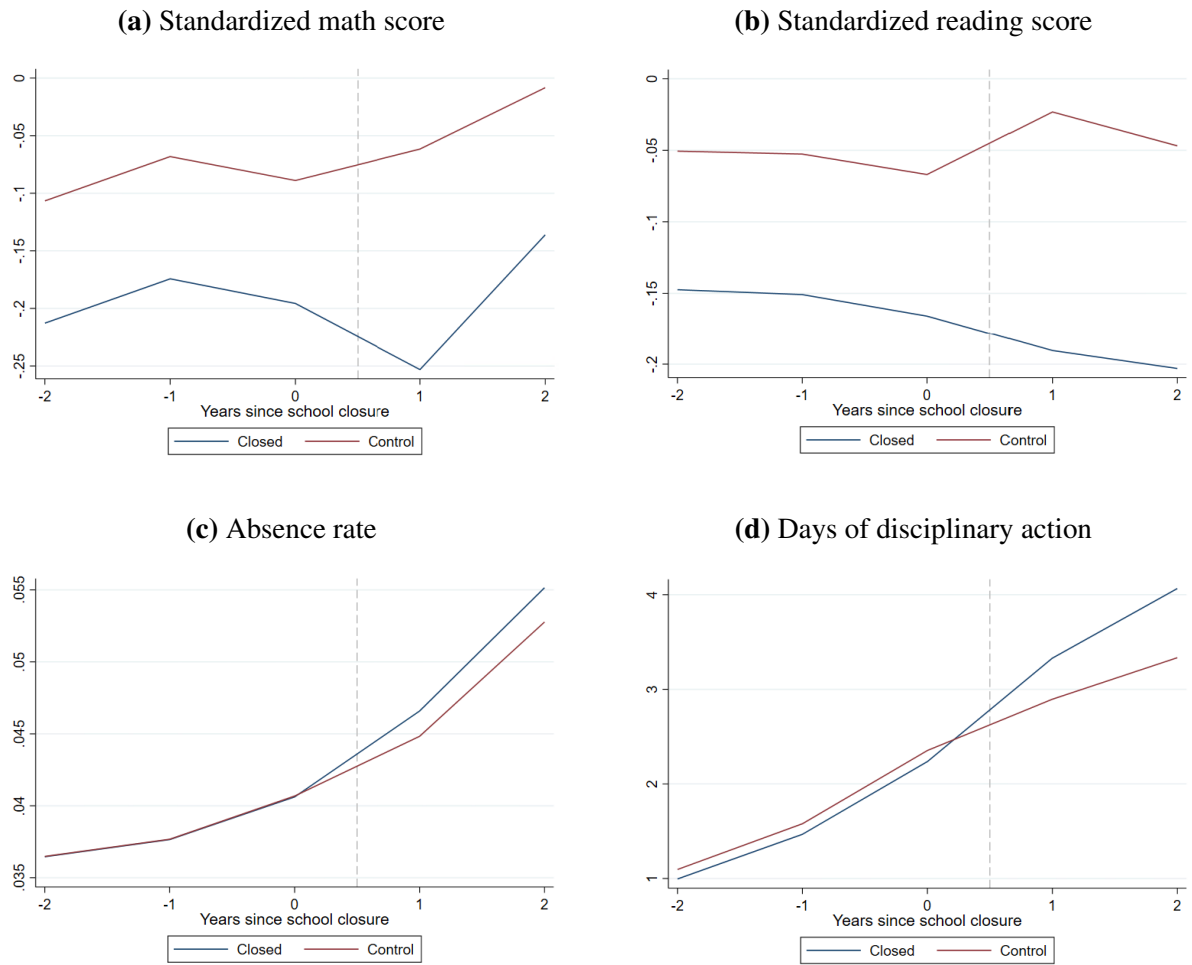 (a) Standardized math score
0
-.05
-.1
-.15
-.2
-.25
-2 -1 0 1 2
Years since school closure
Closed Control
(b) Standardized reading score
0
-.05
-.1
-.15
-.2
-2 -1 0 1 2
Years since school closure
Closed Control
(c) Absence rate
.055
.05
.045
.04
.035
-2 -1 0 1 2
Years since school closure
Closed Control
(d) Days of disciplinary action
4
3
2
1
-2 -1 0 1 2
Years since school closure
Closed Control